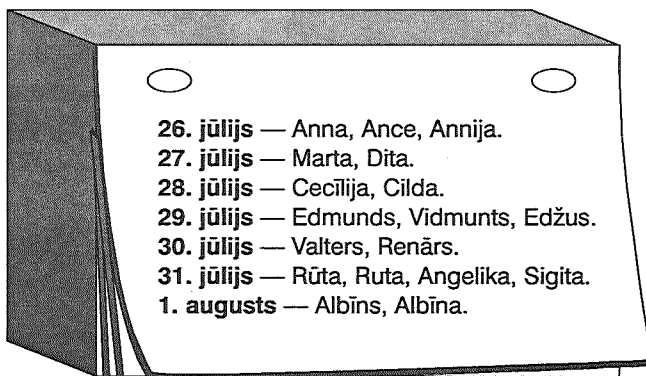 26. jūlijs — Anna, Ance, Annija.
27. jūlijs — Marta, Dita.
28. jūlijs — Cecīlija, Cilda.
29. jūlijs — Edmunds, Vidmunts, Edžus.
30. jūlijs — Valters, Renārs.
31. jūlijs — Rūta, Ruta, Angelika, Sigita.
1. augusts — Albīns, Albīna.